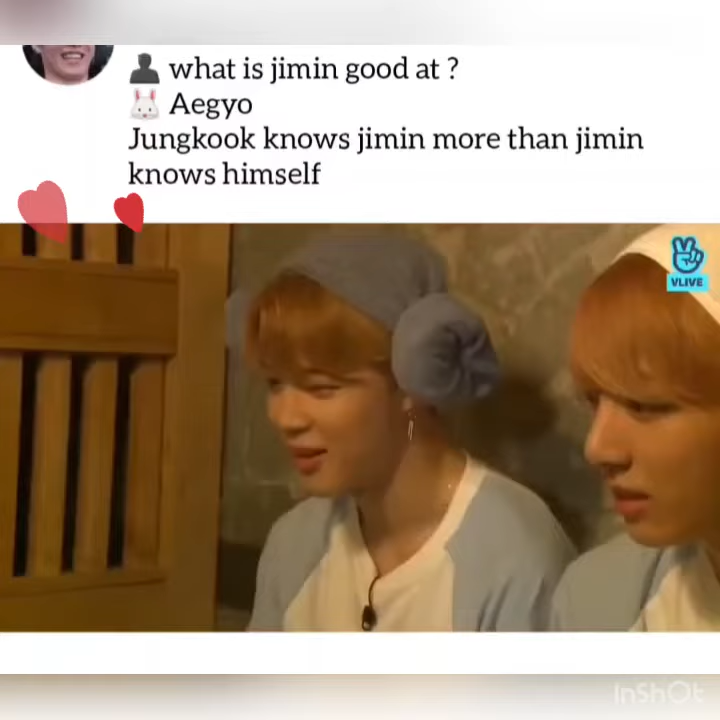 👤 what is jimin good at ?
🐰 Aegyo
Jungkook knows jimin more than jimin
knows himself
VLIVE
InShOt